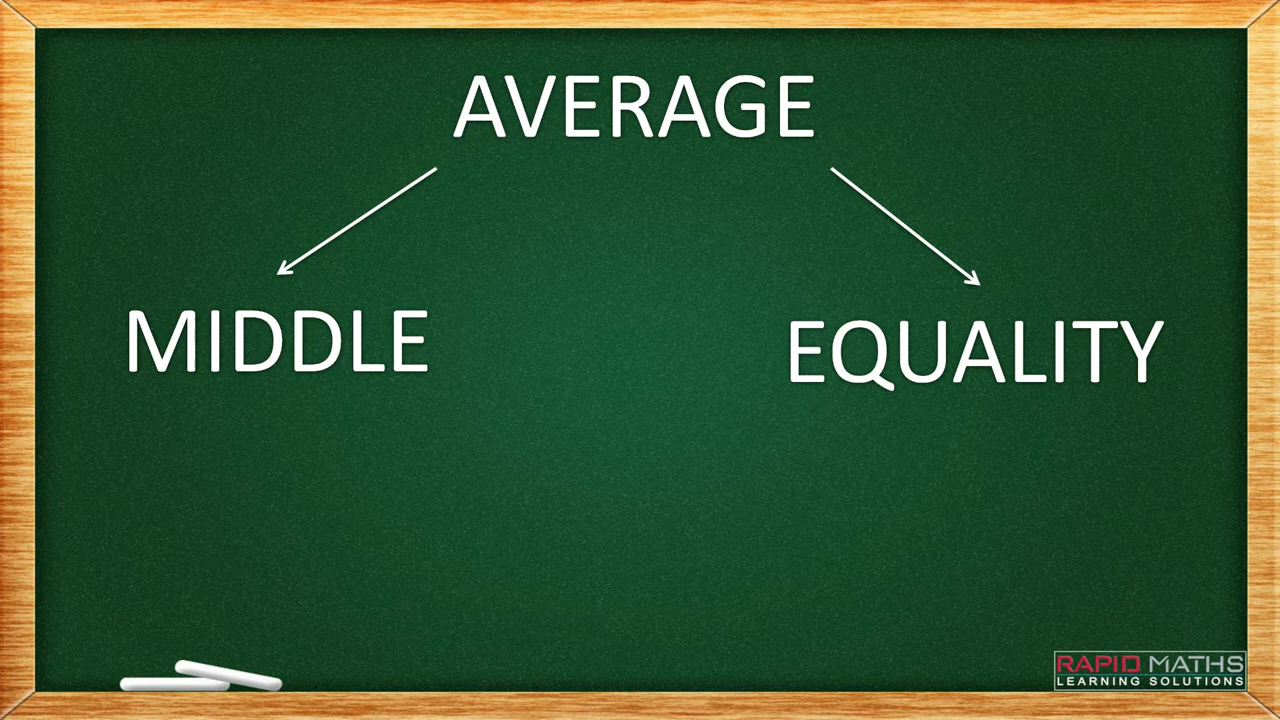 AVERAGE
MIDDLE
EQUALITY
RAPID MATHS
LEARNING SOLUTIONS